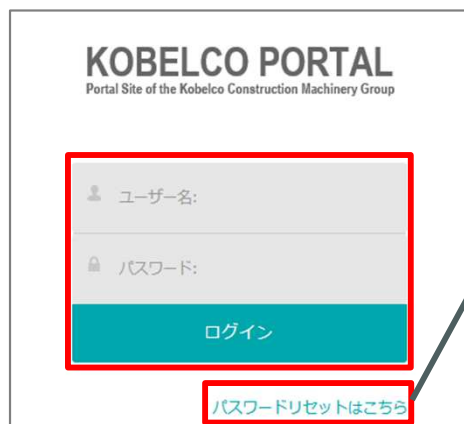 KOBELCO PORTAL
Portal Site of the Kobelco Construction Machinery Group
ユーザー名:
パスワード:
ログイン
パスワードリセットはこちら